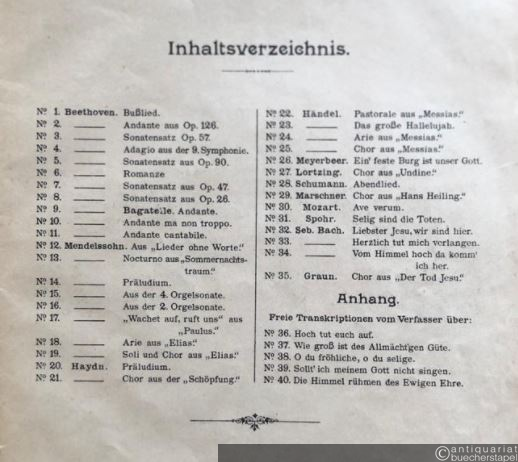 Inhaltsverzeichnis.
Nº 1. Beethoven. Bußlied.
Nº 2. ——— Andante aus Op. 126.
Nº 3. ——— Sonatensatz Op. 57.
Nº 4. ——— Adagio aus der 9. Symphonie.
Nº 5. ——— Sonatensatz aus Op. 90.
Nº 6. ——— Romanze
Nº 7. ——— Sonatensatz aus Op. 47.
Nº 8. ——— Sonatensatz aus Op. 26.
Nº 9. ——— Bagatelle. Andante.
Nº 10. ——— Andante ma non troppo.
Nº 11. ——— Andante cantabile.
Nº 12. Mendelssohn. Aus „Lieder ohne Worte."
Nº 13. ——— Nocturno aus „Sommernachts-
traum."
Nº 14. ——— Präludium.
Nº 15. ——— Aus der 4. Orgelsonate.
Nº 16. ——— Aus der 2. Orgelsonate.
Nº 17. ——— „Wachet auf, ruft uns" aus
„Paulus."
Nº 18. ——— Arie aus „Elias."
Nº 19. ——— Soli und Chor aus „Elias."
Nº 20. Haydn. Präludium.
Nº 21. ——— Chor aus der „Schöpfung."
Nº 22. Händel. Pastorale aus „Messias."
Nº 23. ——— Das große Hallelujah.
Nº 24. ——— Arie aus „Messias."
Nº 25. ——— Chor aus „Messias."
Nº 26. Meyerbeer. Ein' feste Burg ist unser Gott.
Nº 27. Lortzing. Chor aus „Undine."
Nº 28. Schumann. Abendlied.
Nº 29. Marschner. Chor aus „Hans Heiling."
Nº 30. Mozart. Ave verum.
Nº 31. Spohr. Selig sind die Toten.
Nº 32. Seb. Bach. Liebster Jesu, wir sind hier.
Nº 33. ——— Herzlich tut mich verlangen.
Nº 34. ——— Vom Himmel hoch da komm'
ich her.
Nº 35. Graun. Chor aus „Der Tod Jesu."
Anhang.
Freie Transkriptionen vom Verfasser über:
Nº 36. Hoch tut euch auf.
Nº 37. Wie groß ist des Allmächt'gen Güte.
Nº 38. O du fröhliche, o du selige.
Nº 39. Sollt' ich meinem Gott nicht singen.
Nº 40. Die Himmel rühmen des Ewigen Ehre.
©antiquariat
buecherstapel